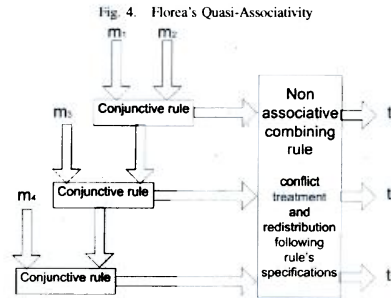 Fig. 4. Florea's Quasi-Associativity
m₁ m₂
Conjunctive rule
m₃
Conjunctive rule
m₄
Conjunctive rule
Non
associative
combining
rule
conflict
treatment
and
redistribution
following
rule's
specifications
t
t
t